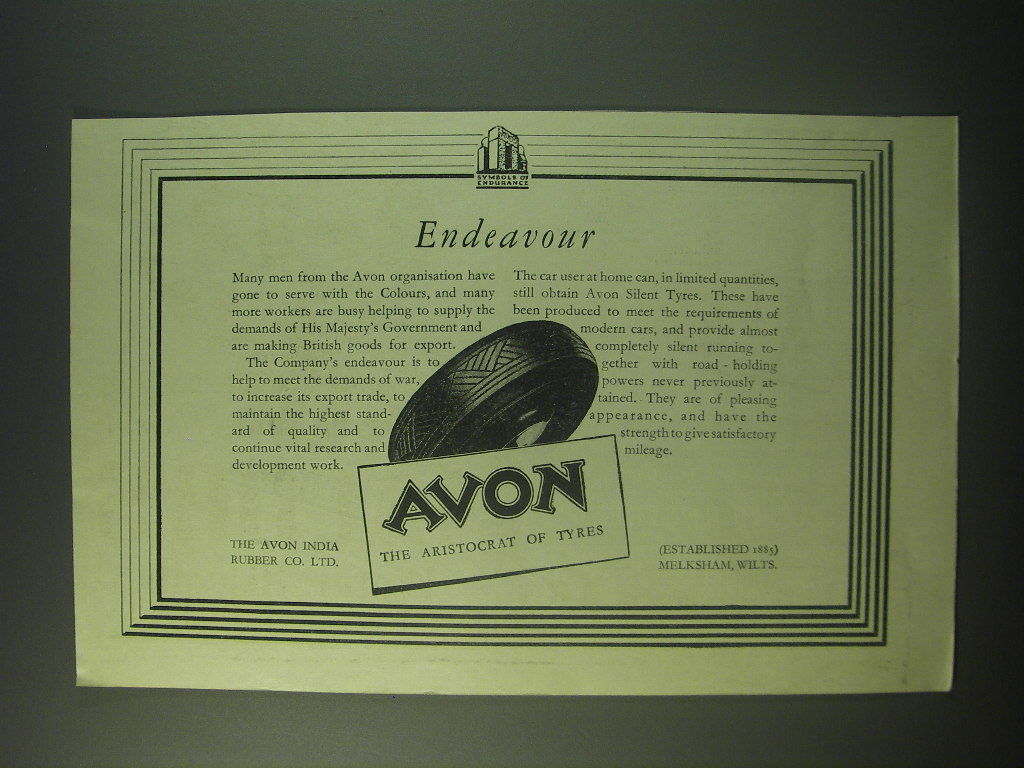 SYMBOLS OF
ENDURANCE
Endeavour
Many men from the Avon organisation have
gone to serve with the Colours, and many
more workers are busy helping to supply the
demands of His Majesty's Government and
are making British goods for export.
The Company's endeavour is to
help to meet the demands of war,
to increase its export trade, to
maintain the highest stand-
ard of quality and to
continue vital research and
development work.
The car user at home can, in limited quantities,
still obtain Avon Silent Tyres. These have
been produced to meet the requirements of
modern cars, and provide almost
completely silent running to-
gether with road - holding
powers never previously at-
tained. They are of pleasing
appearance, and have the
strength to give satisfactory
mileage.
AVON
THE ARISTOCRAT OF TYRES
THE AVON INDIA
RUBBER CO. LTD.
(ESTABLISHED 1885)
MELKSHAM, WILTS.